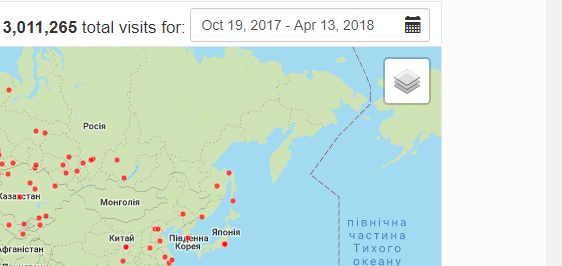 3,011,265 total visits for: Oct 19, 2017 - Apr 13, 2018
Росія
Казахстан
Монголія
північна
частина
Тихого
океану
Японія
Китай
Південна
Корея
Афганістан